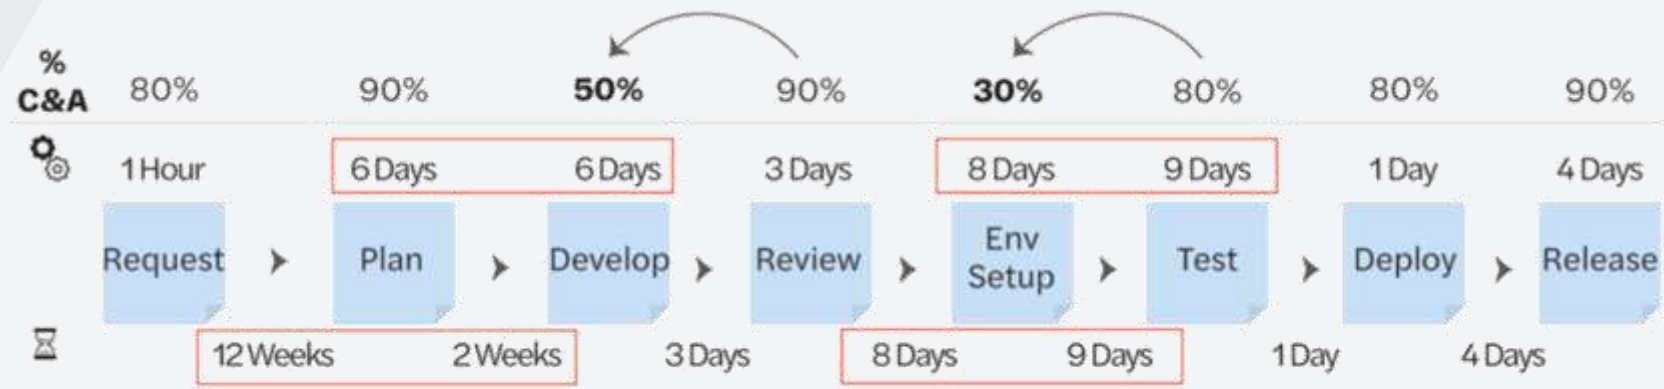 %
C&A
80% 90% 50% 90% 30% 80% 80% 90%
1 Hour 6 Days 6 Days 3 Days 8 Days 9 Days 1 Day 4 Days
Request Plan Develop Review Env Setup Test Deploy Release
12 Weeks 2 Weeks 3 Days 8 Days 9 Days 1 Day 4 Days